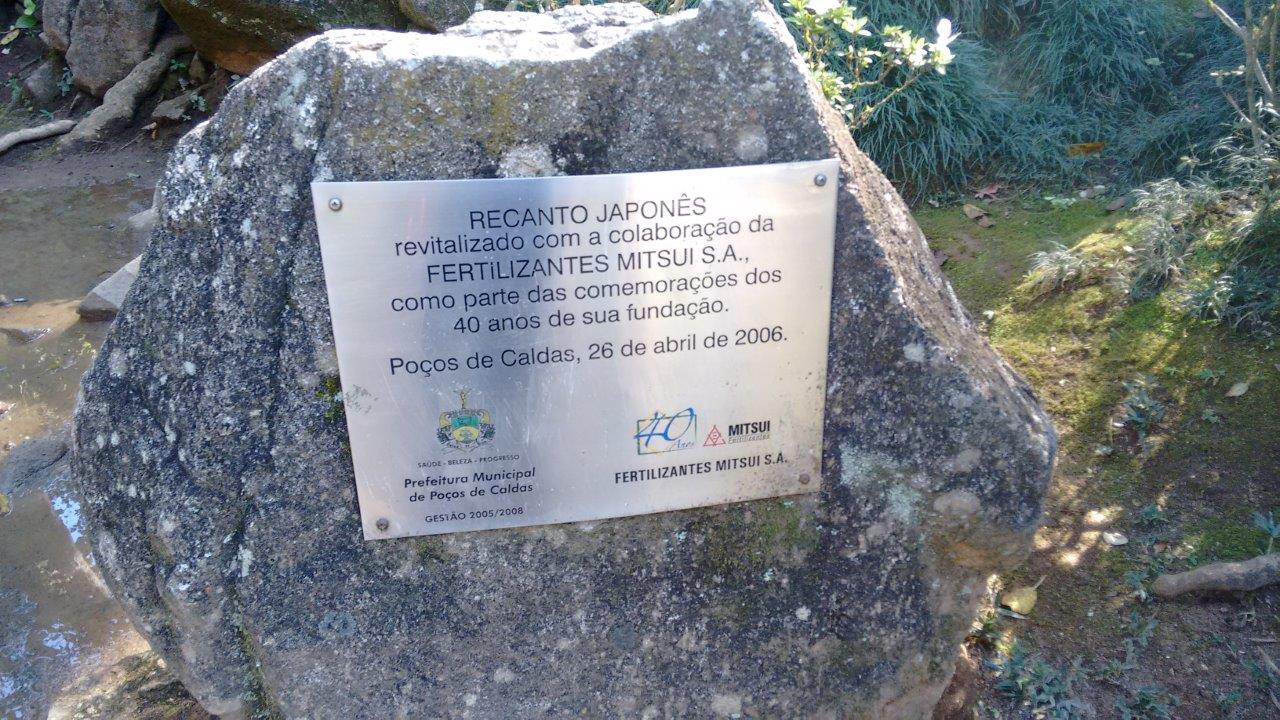 RECANTO JAPONÊS
revitalizado com a colaboração da
FERTILIZANTES MITSUI S.A.,
como parte das comemorações dos
40 anos de sua fundação.
Poços de Caldas, 26 de abril de 2006.
SAÚDE - BELEZA - PROGRESSO
Prefeitura Municipal
de Poços de Caldas
GESTÃO 2005/2008
40 Anos
MITSUI
Fertilizantes
FERTILIZANTES MITSUI S.A.